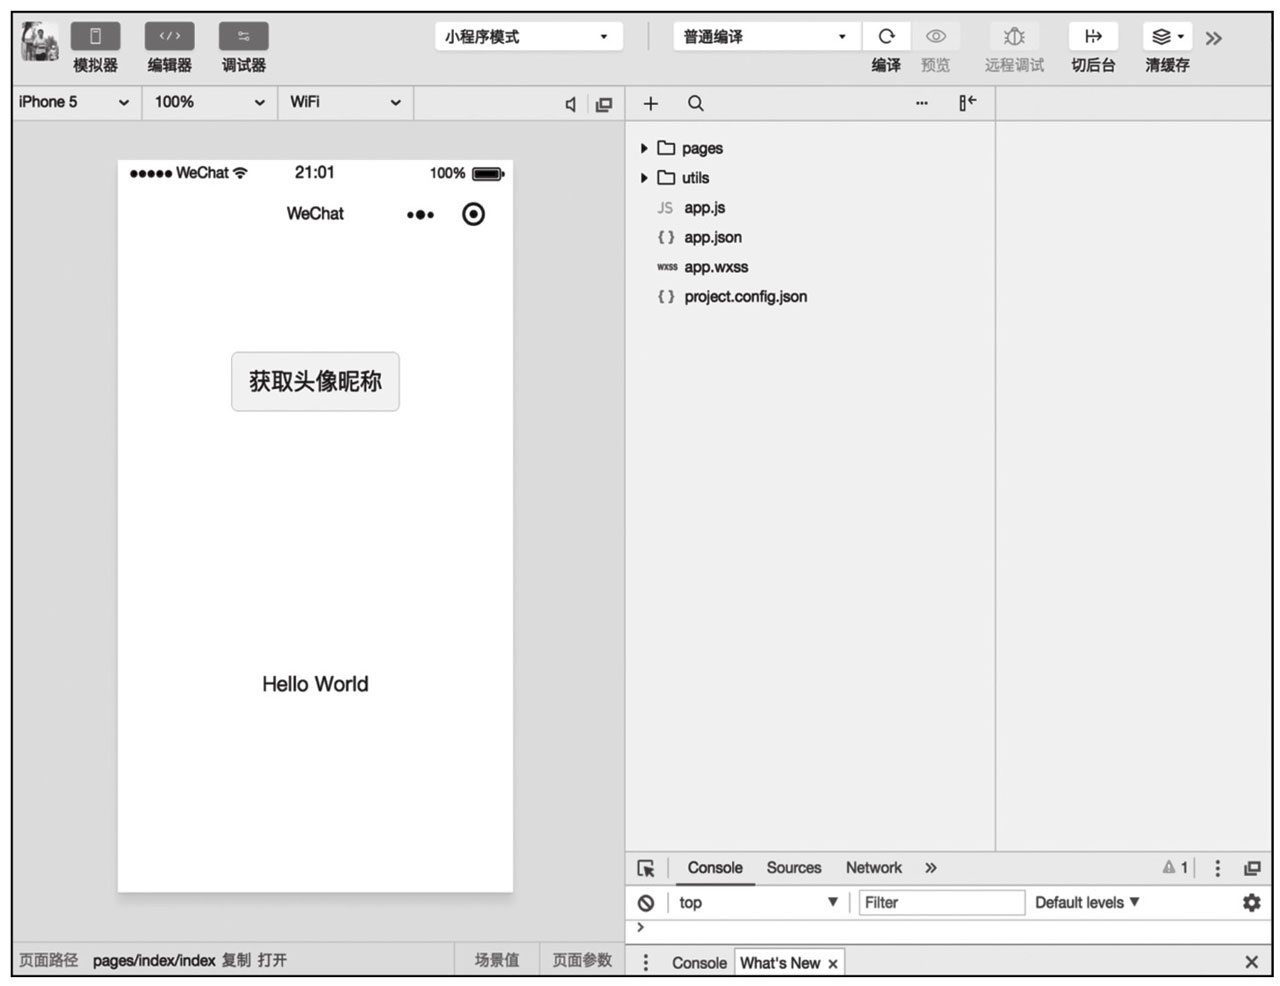 模拟器 编辑器 调试器 小程序模式 普通编译 编译 预览 远程调试 切后台 清缓存
iPhone 5 100% WiFi
WeChat 21:01 100%
WeChat
获取头像昵称
Hello World
页面路径 pages/index/index 复制 打开 场景值 页面参数
pages
utils
JS app.js
{ } app.json
wxss app.wxss
{ } project.config.json
Console Sources Network 1
top Filter Default levels
Console What's New